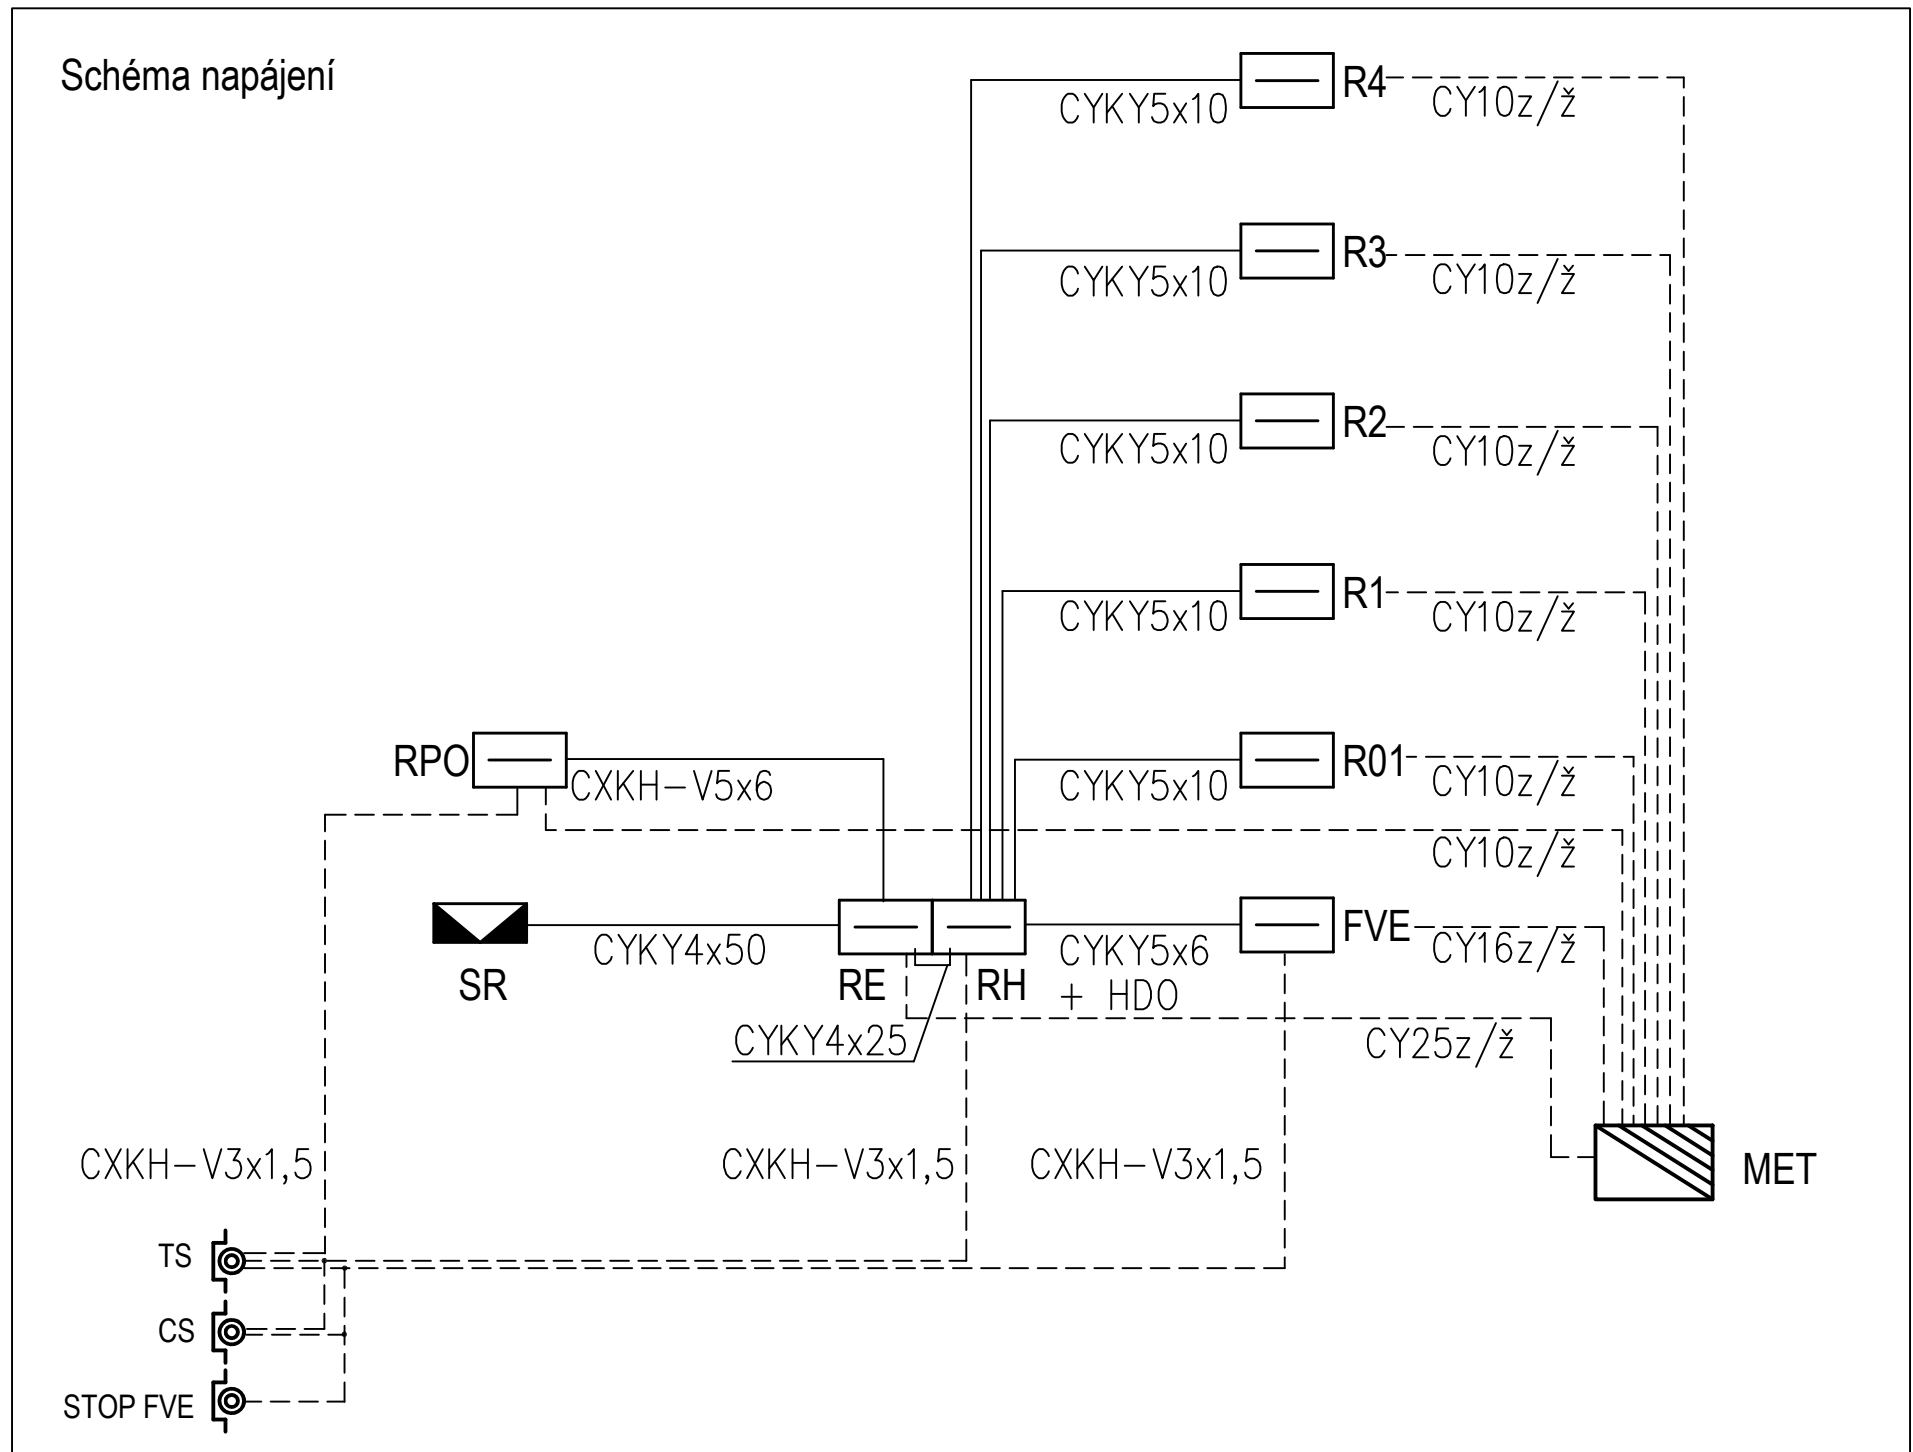 Schéma napájení
R4
CYKY5x10
CY10z/ž
R3
CYKY5x10
CY10z/ž
R2
CYKY5x10
CY10z/ž
R1
CYKY5x10
CY10z/ž
RPO
CXKH-V5x6
R01
CYKY5x10
CY10z/ž
CY10z/ž
SR
CYKY4x50
RE
RH
CYKY5x6
+ HDO
FVE
CY16z/ž
CYKY4x25
CY25z/ž
CXKH-V3x1,5
CXKH-V3x1,5
CXKH-V3x1,5
MET
TS
CS
STOP FVE